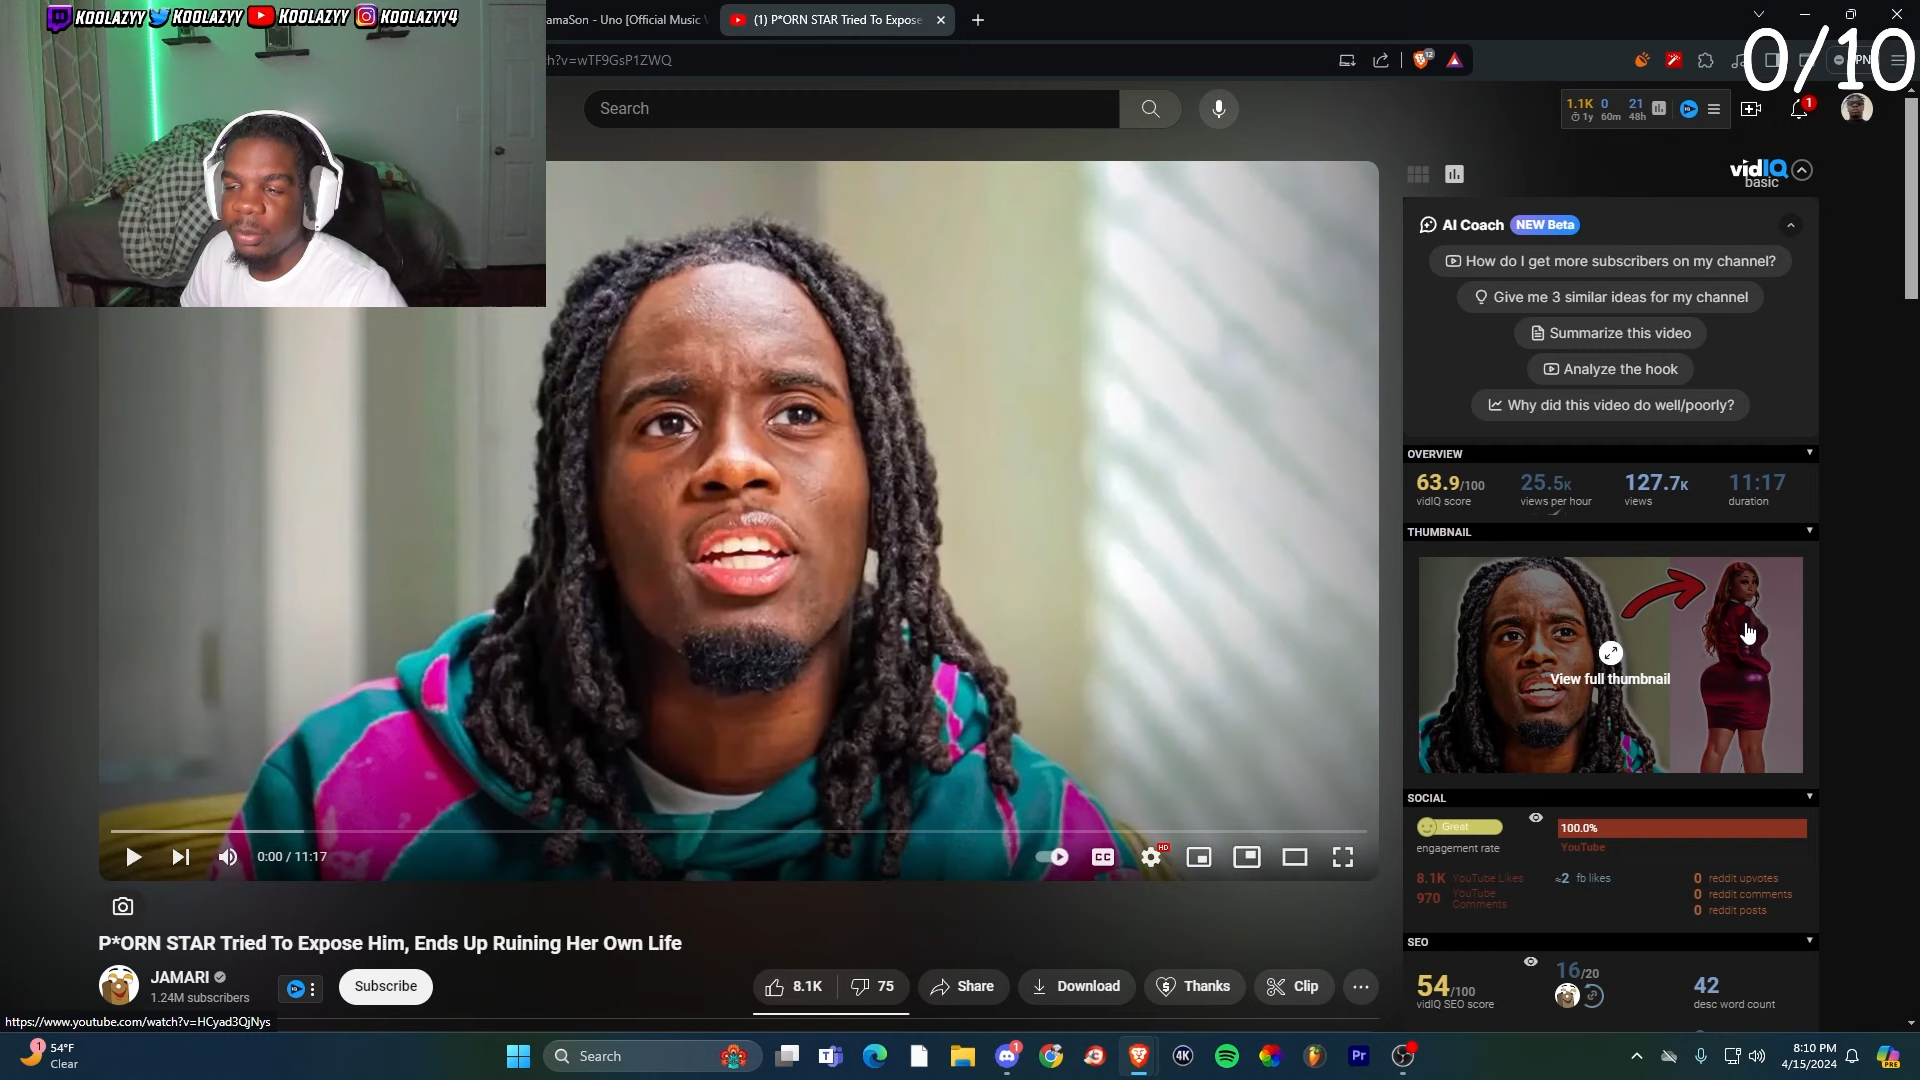 KOOLAZYY KOOLAZYY KOOLAZYY KOOLAZYY4
amaSon - Uno [Official Music V
(1) P*ORN STAR Tried To Expose
0/10
h?v=wTF9GsP1ZWQ
12
PN
Search
1.1K 0 21
1y 60m 48h
1
vidIQ
basic
AI Coach NEW Beta
How do I get more subscribers on my channel?
Give me 3 similar ideas for my channel
Summarize this video
Analyze the hook
Why did this video do well/poorly?
OVERVIEW
63.9/100 25.5K 127.7K 11:17
vidIQ score views per hour views duration
THUMBNAIL
View full thumbnail
SOCIAL
Great
100.0%
engagement rate
YouTube
8.1K YouTube Likes ≈2 fb likes 0 reddit upvotes
970 YouTube Comments 0 reddit comments
0 reddit posts
SEO
54/100 16/20 42
vidIQ SEO score desc word count
0:00 / 11:17
CC
HD
P*ORN STAR Tried To Expose Him, Ends Up Ruining Her Own Life
JAMARI
1.24M subscribers
Subscribe
8.1K 75 Share Download Thanks Clip
https://www.youtube.com/watch?v=HCyad3QjNys
1
54°F
Clear
Search
1
4K
Pr
8:10 PM
4/15/2024
PRE